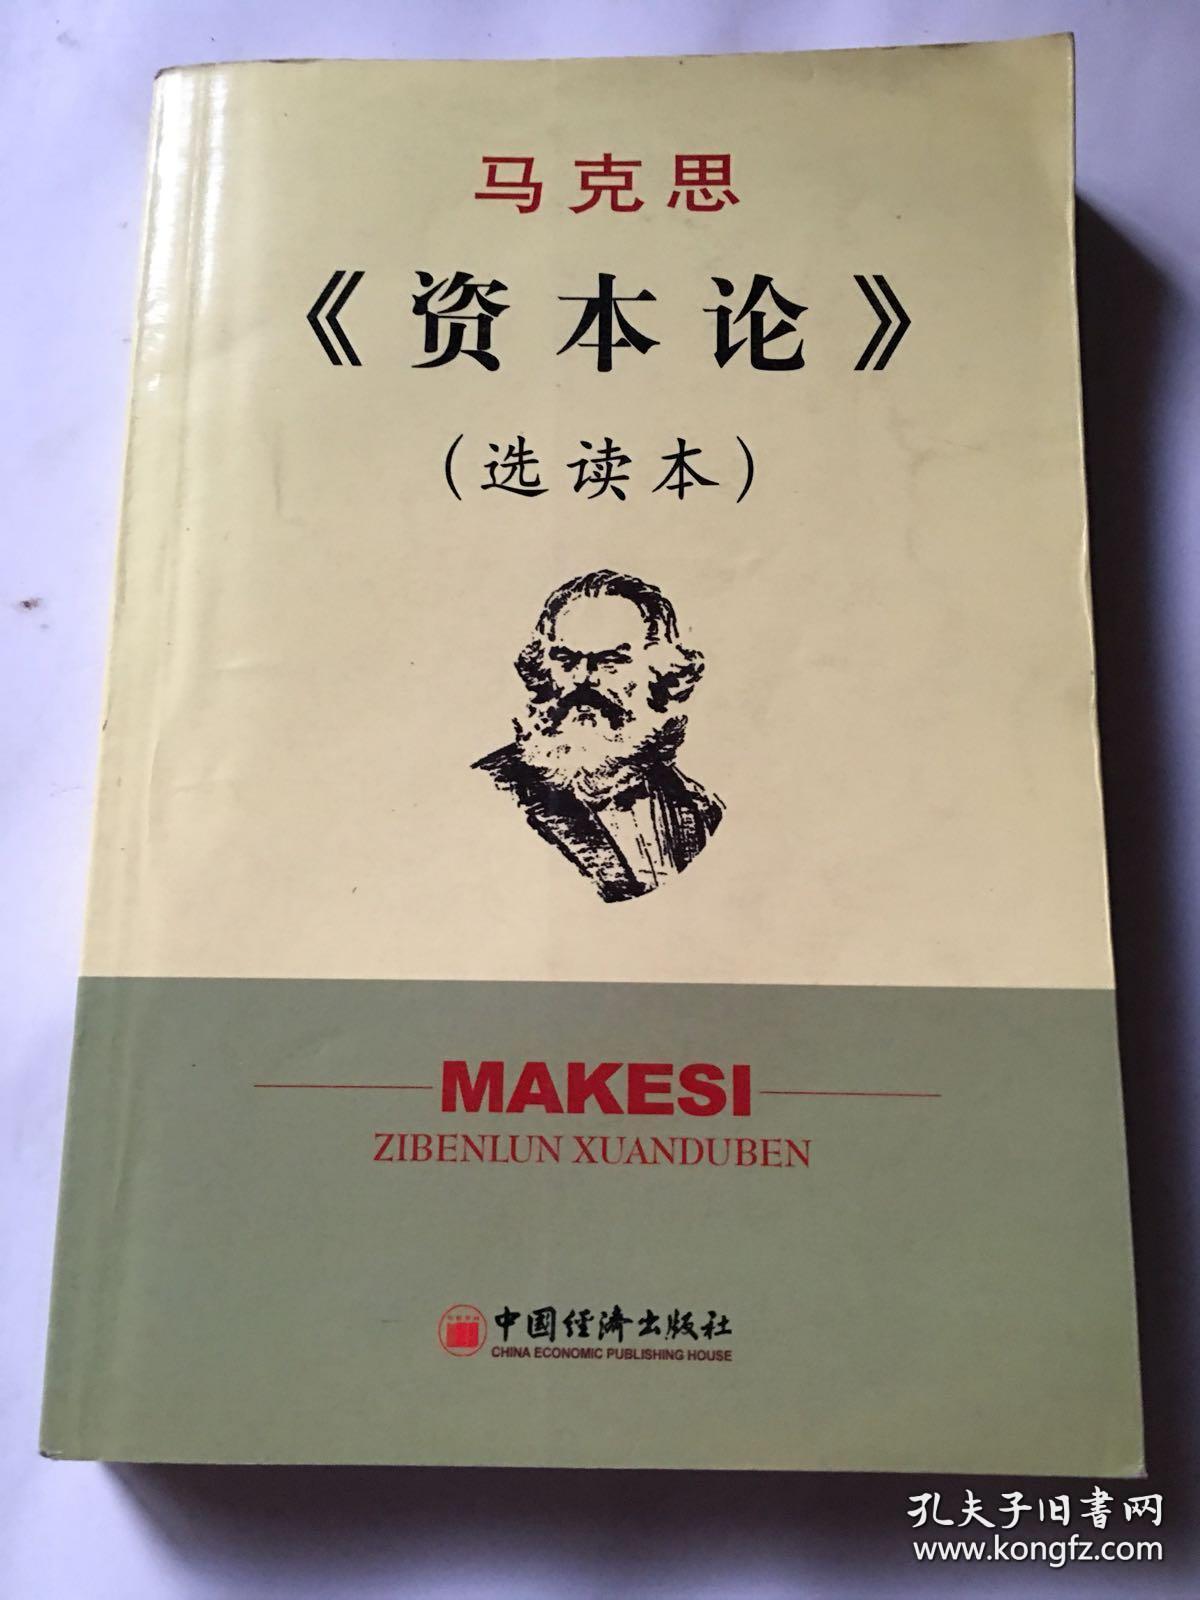 马克思
《资本论》
(选读本)
MAKESI
ZIBENLUN XUANDUBEN
中国经济出版社
CHINA ECONOMIC PUBLISHING HOUSE
孔夫子旧书网
www.kongfz.com